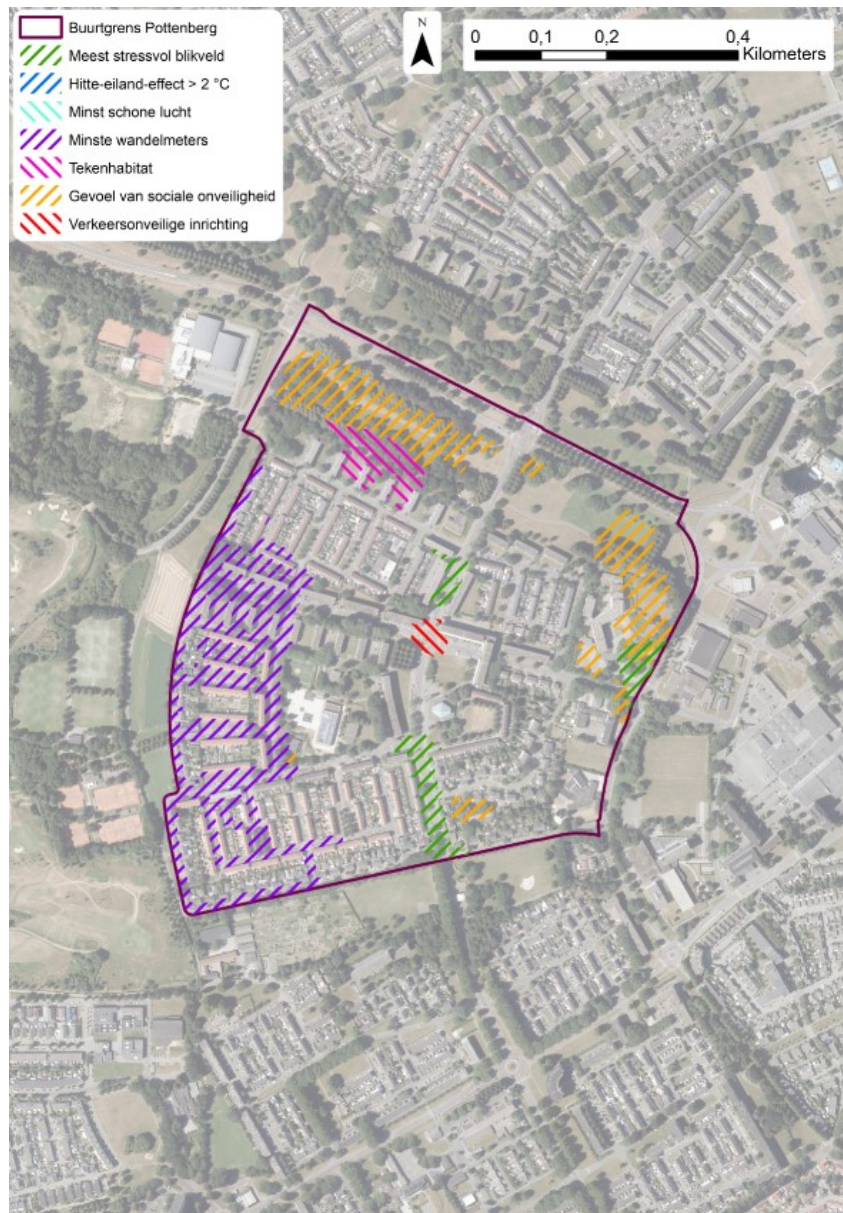 Buurtgrens Pottenberg
Meest stressvol blikveld
Hitte-eiland-effect > 2 °C
Minst schone lucht
Minste wandelmeters
Tekenhabitat
Gevoel van sociale onveiligheid
Verkeersonveilige inrichting
N
0 0,1 0,2 0,4
Kilometers